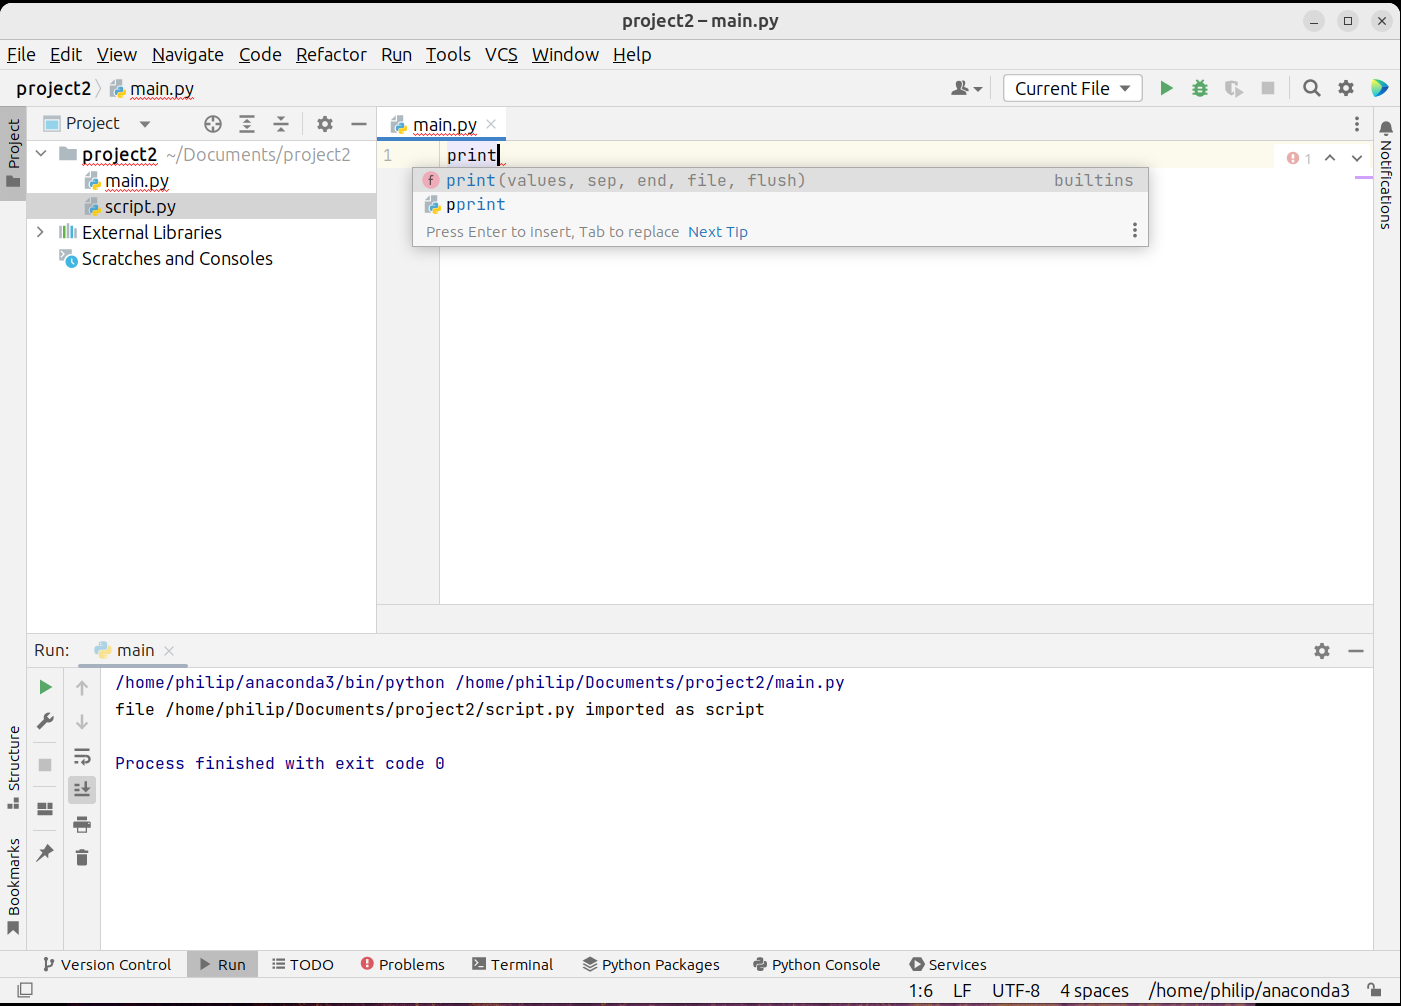 project2 – main.py
File Edit View Navigate Code Refactor Run Tools VCS Window Help
project2 main.py Current File
Project
Project
main.py
Notifications
project2 ~/Documents/project2
main.py
script.py
External Libraries
Scratches and Consoles
1 print 1
f print(values, sep, end, file, flush) builtins
pprint
Press Enter to insert, Tab to replace Next Tip
Run: main
/home/philip/anaconda3/bin/python /home/philip/Documents/project2/main.py
file /home/philip/Documents/project2/script.py imported as script
Process finished with exit code 0
Structure
Bookmarks
Version Control Run TODO Problems Terminal Python Packages Python Console Services
1:6 LF UTF-8 4 spaces /home/philip/anaconda3